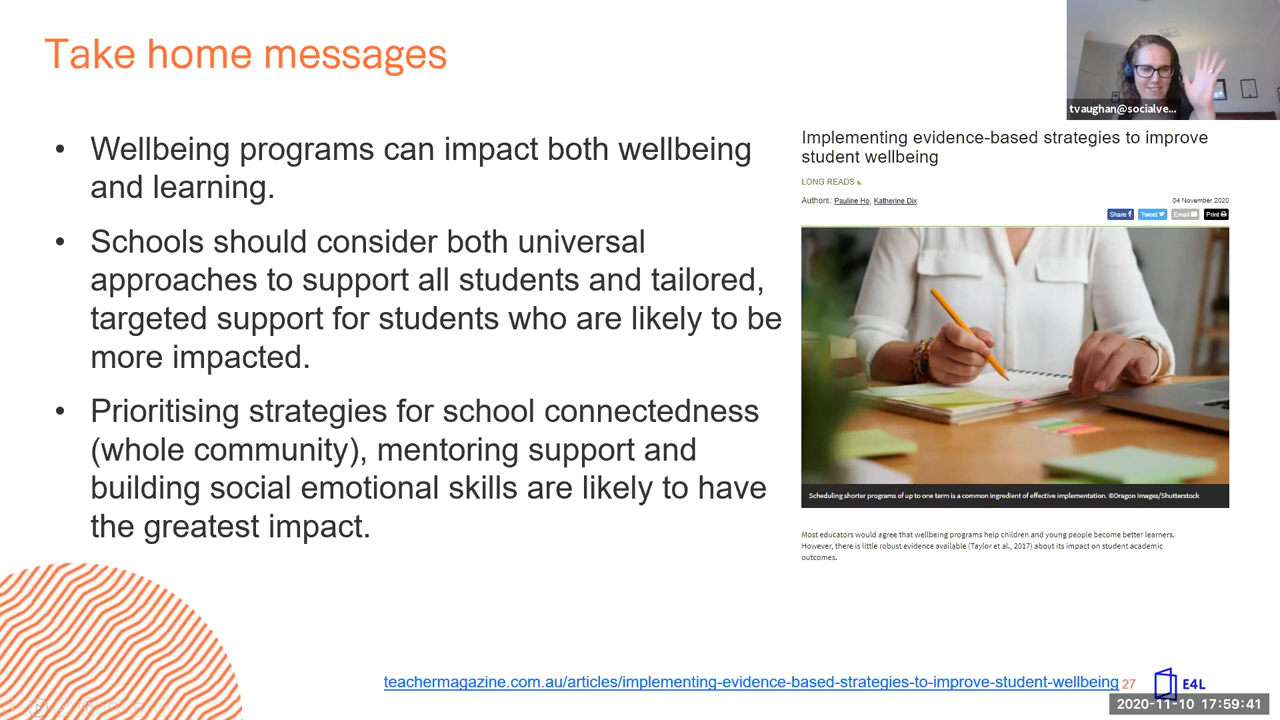 Take home messages
tvaughan@socialve...
• Wellbeing programs can impact both wellbeing
and learning.
• Schools should consider both universal
approaches to support all students and tailored,
targeted support for students who are likely to be
more impacted.
• Prioritising strategies for school connectedness
(whole community), mentoring support and
building social emotional skills are likely to have
the greatest impact.
Implementing evidence-based strategies to improve
student wellbeing
LONG READS
Authors: Pauline Ho, Katherine Dix
04 November 2020
Share Tweet Email Print
Scheduling shorter programs of up to one term is a common ingredient of effective implementation. ©Dragon Images/Shutterstock
Most educators would agree that wellbeing programs help children and young people become better learners.
However, there is little robust evidence available (Taylor et al., 2017) about its impact on student academic
outcomes.
teachermagazine.com.au/articles/implementing-evidence-based-strategies-to-improve-student-wellbeing
27
E4L
2020-11-10 17:59:41